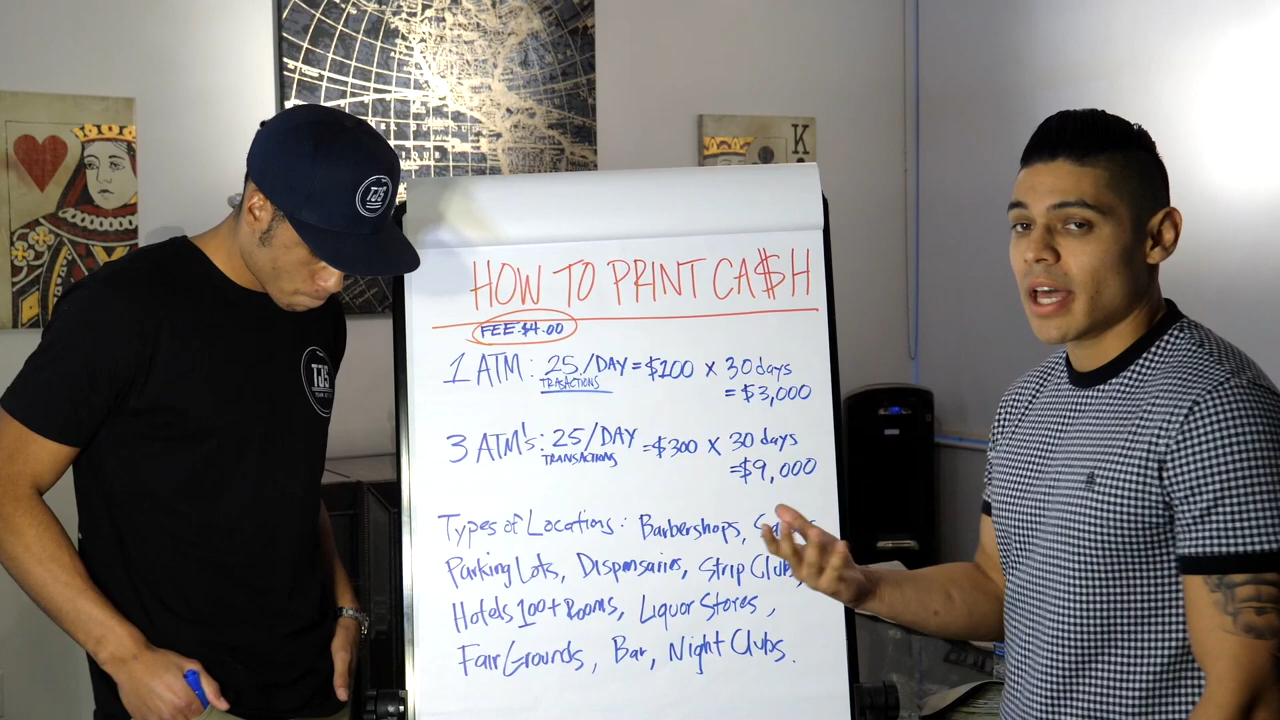 TJS
TJS
K
HOW TO PRINT CA$H
FEE $4.00
1 ATM: 25/DAY = $100 x 30 days
TRASACTIONS
= $3,000
3 ATM's: 25/DAY = $300 x 30 days
TRANSACTIONS
= $9,000
Types of Locations: Barbershops,
Parking Lots, Dispensaries, Strip Clubs,
Hotels 100+ Rooms, Liquor Stores,
Fair Grounds, Bar, Night Clubs.